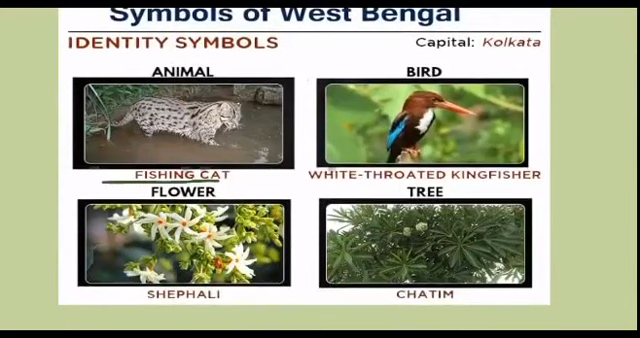 Symbols of West Bengal
IDENTITY SYMBOLS
Capital: Kolkata
ANIMAL
BIRD
FISHING CAT
WHITE-THROATED KINGFISHER
FLOWER
TREE
SHEPHALI
CHATIM